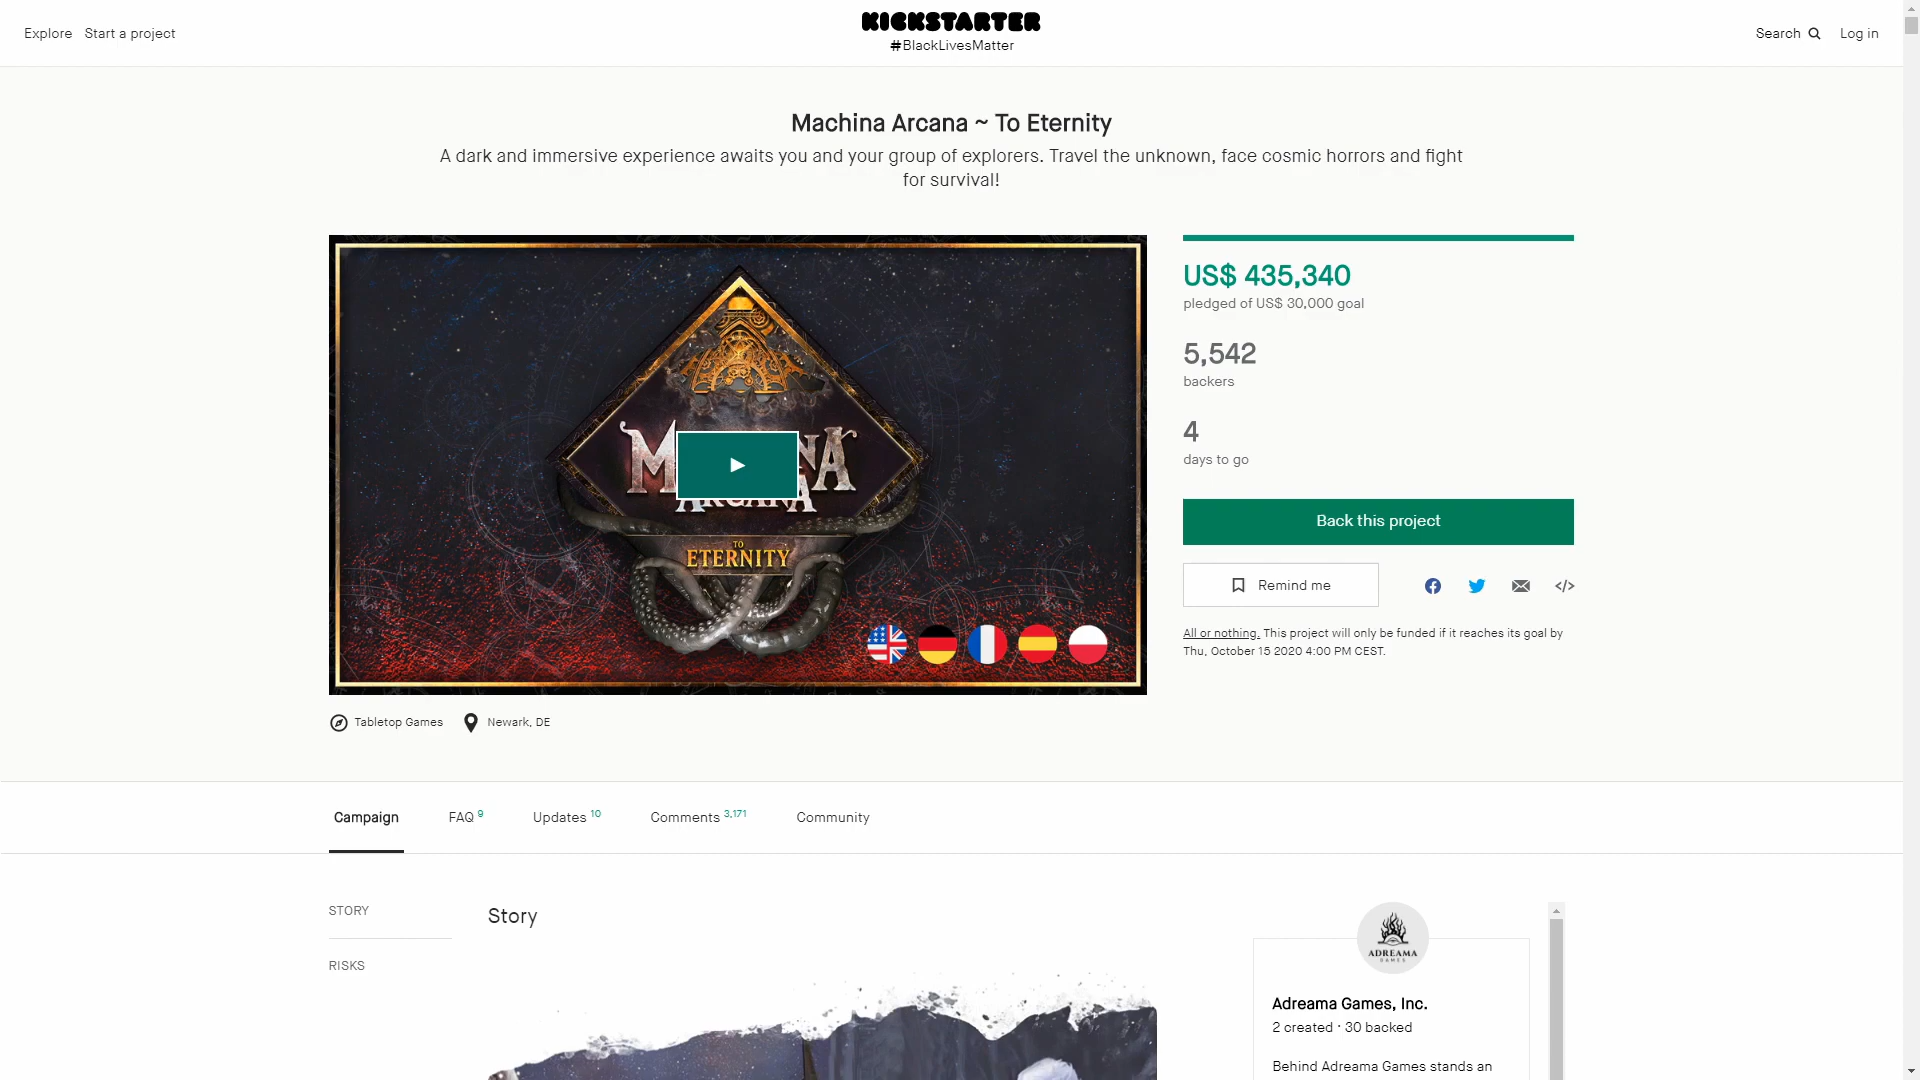 Explore Start a project
KICKSTARTER
#BlackLivesMatter
Search Log in
Machina Arcana ~ To Eternity
A dark and immersive experience awaits you and your group of explorers. Travel the unknown, face cosmic horrors and fight
for survival!
ARCANA
TO
ETERNITY
US$ 435,340
pledged of US$ 30,000 goal
5,542
backers
4
days to go
Back this project
Remind me
All or nothing. This project will only be funded if it reaches its goal by
Thu, October 15 2020 4:00 PM CEST.
Tabletop Games Newark, DE
Campaign FAQ 9 Updates 10 Comments 3,171 Community
STORY
RISKS
Story
ADREAMA
GAMES
Adreama Games, Inc.
2 created · 30 backed
Behind Adreama Games stands an